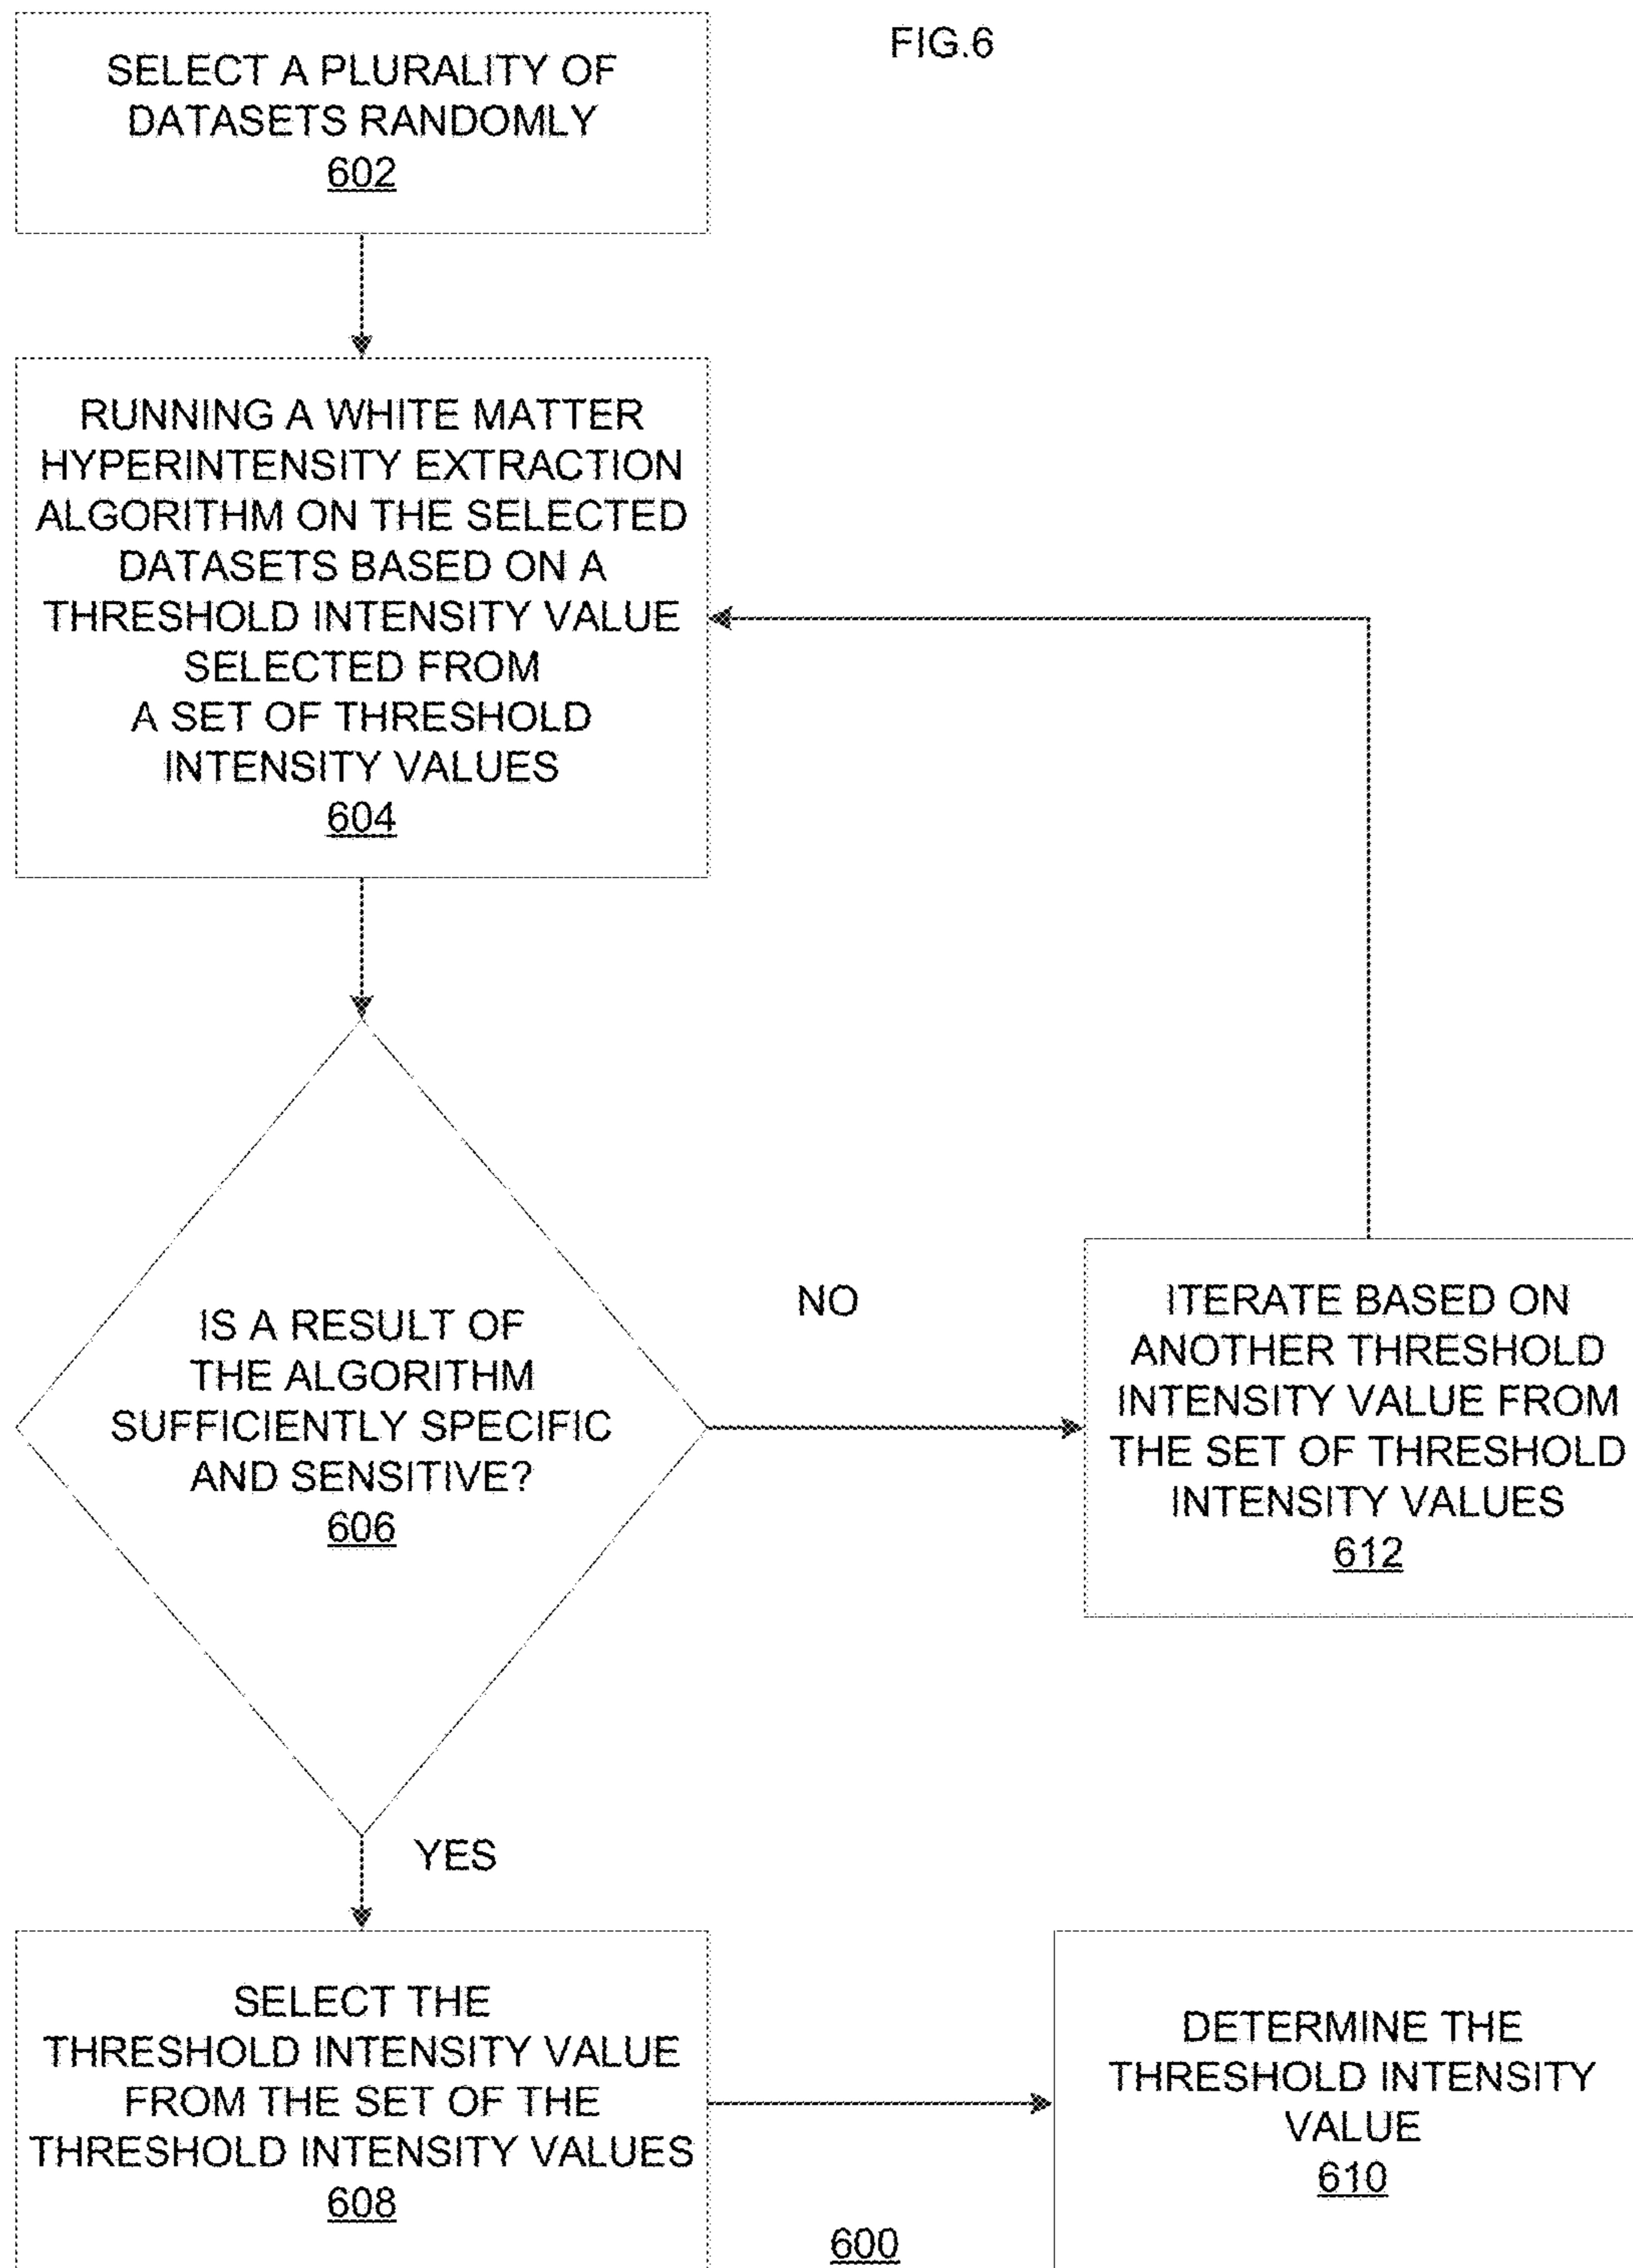 FIG.6
SELECT A PLURALITY OF
DATASETS RANDOMLY
602
RUNNING A WHITE MATTER
HYPERINTENSITY EXTRACTION
ALGORITHM ON THE SELECTED
DATASETS BASED ON A
THRESHOLD INTENSITY VALUE
SELECTED FROM
A SET OF THRESHOLD
INTENSITY VALUES
604
IS A RESULT OF
THE ALGORITHM
SUFFICIENTLY SPECIFIC
AND SENSITIVE?
606
NO
ITERATE BASED ON
ANOTHER THRESHOLD
INTENSITY VALUE FROM
THE SET OF THRESHOLD
INTENSITY VALUES
612
YES
SELECT THE
THRESHOLD INTENSITY VALUE
FROM THE SET OF THE
THRESHOLD INTENSITY VALUES
608
DETERMINE THE
THRESHOLD INTENSITY
VALUE
610
600